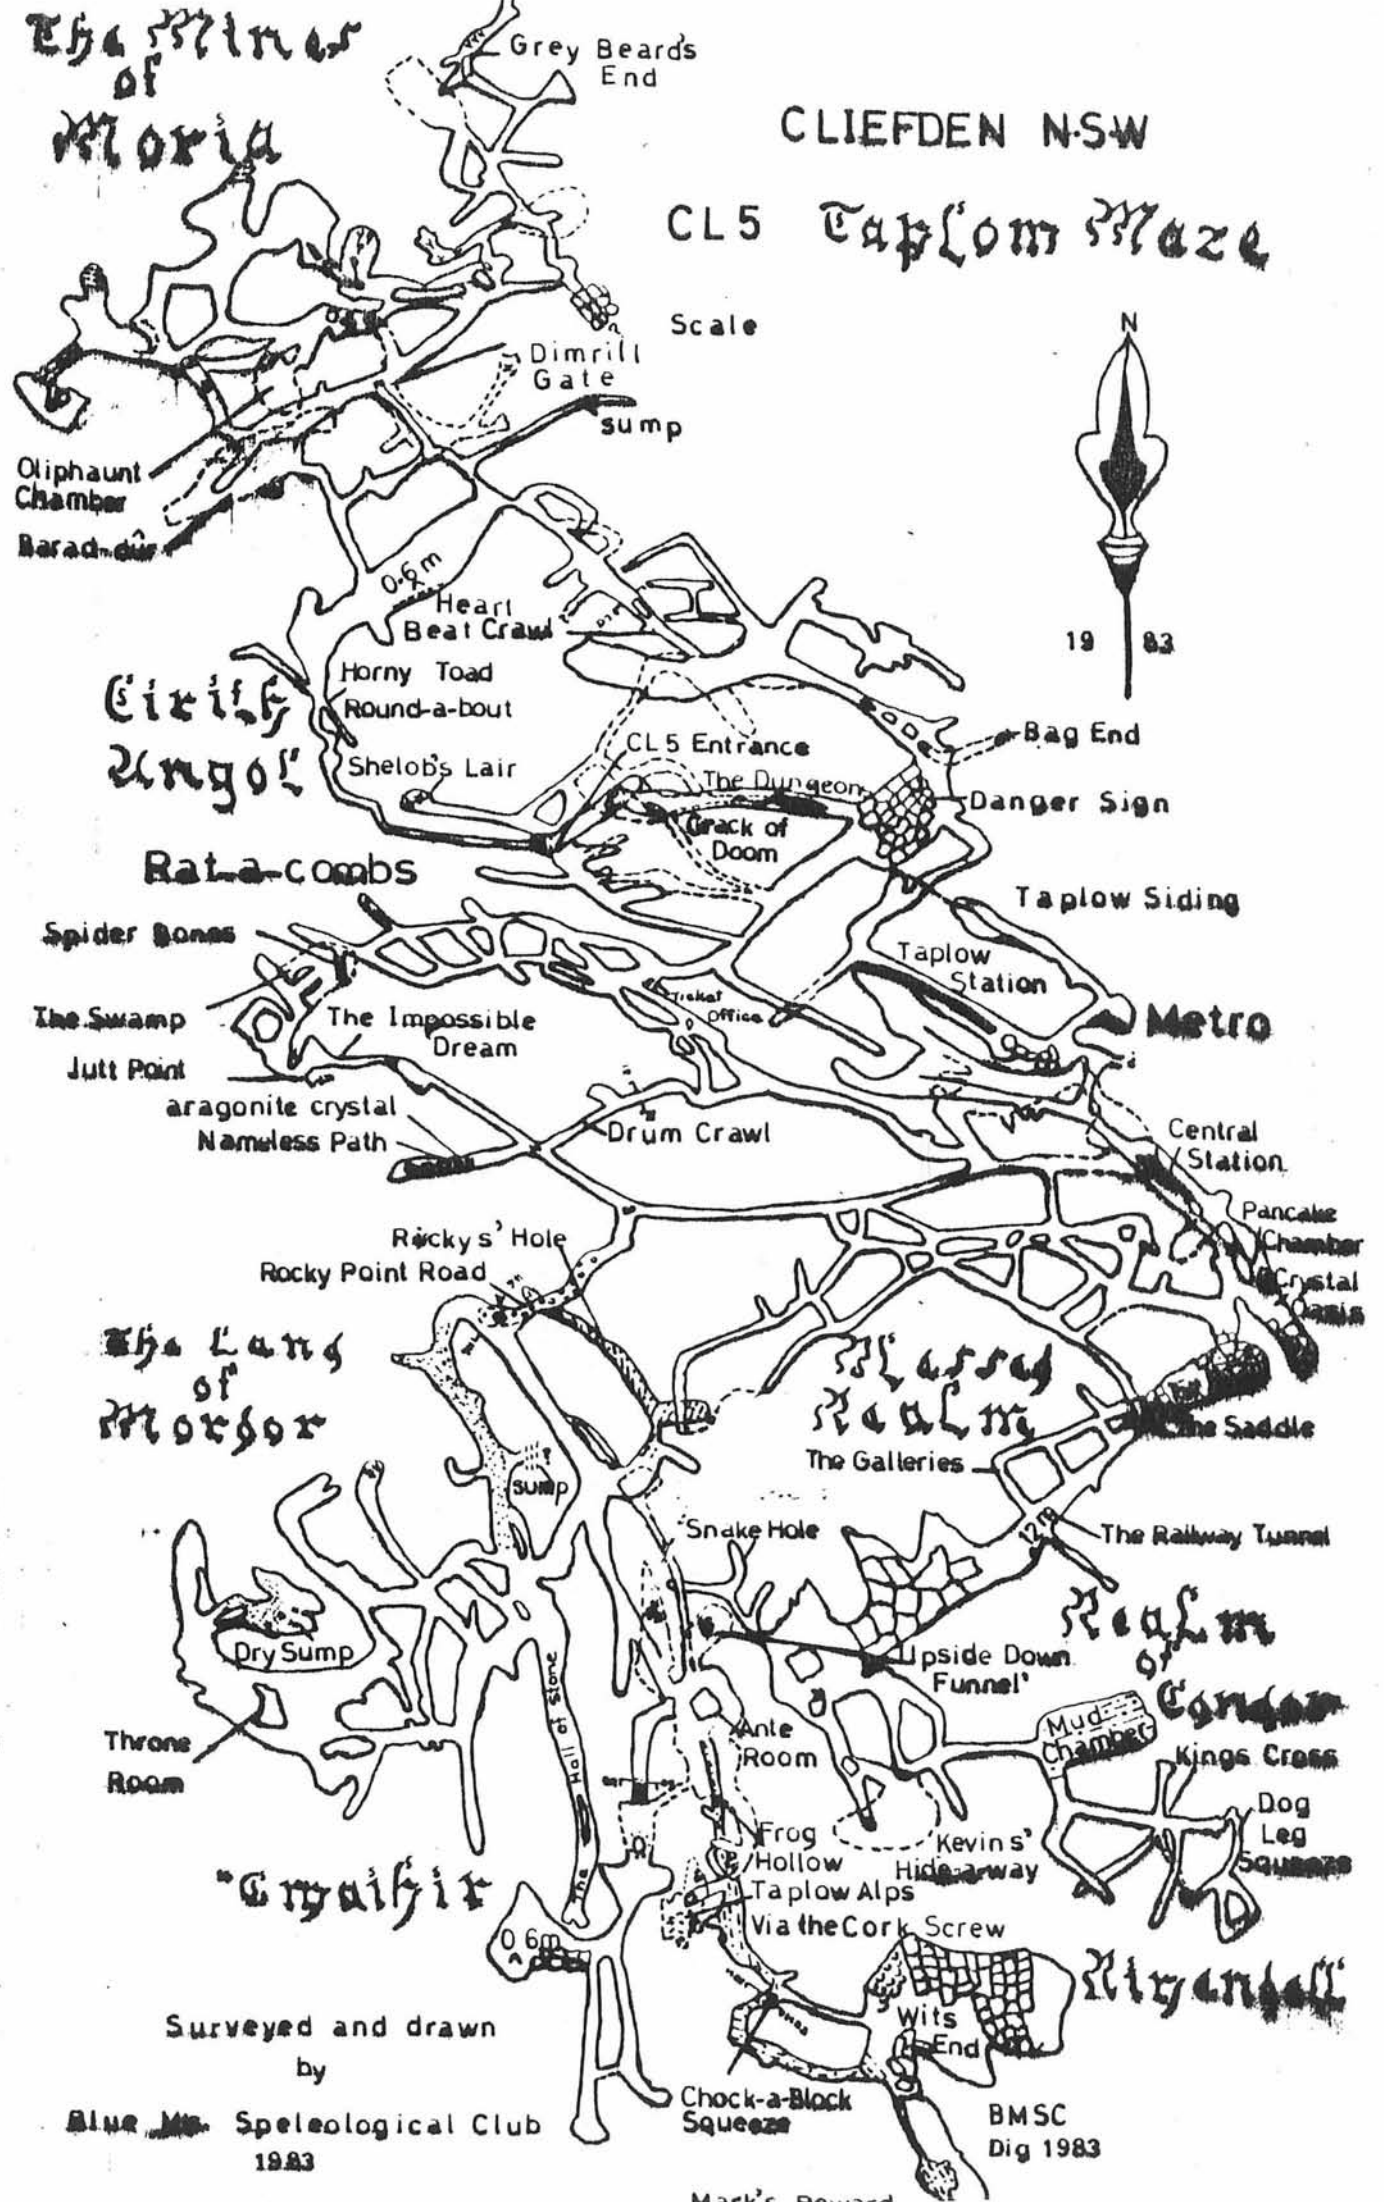 The Mines
of
Moria
Grey Beard's
End
CLIEFDEN N.S.W
CL5 Taplow Maze
Scale
N
19 83
Dimrill
Gate
sump
Oliphaunt
Chamber
Barad-dûr
0.6m
Heart
Beat Crawl
Cirith
Ungol
Horny Toad
Round-a-bout
Shelob's Lair
CL5 Entrance
The Dungeon
Crack of
Doom
Bag End
Danger Sign
Rat-a-combs
Taplow Siding
Spider Bones
Taplow
Station
Ticket
Office
The Swamp
The Impossible
Dream
Metro
Jutt Point
aragonite crystal
Nameless Path
Drum Crawl
Central
Station
Pancake
Chamber
Crystal
Oasis
Rocky s' Hole
Rocky Point Road
The Land
of
Mordor
Realm
The Saddle
The Galleries
sump
Snake Hole
12m
The Railway Tunnel
Realm
of
Dry Sump
Upside Down
Funnel'
The Hall of Stone
Mud
Chamber
Kings Cross
Throne
Room
Ante
Room
Dog
Leg
Squeeze
Frog
Hollow
Kevins'
Hide-a-way
Taplow Alps
Via the Cork Screw
0 6m
Rivendell
Wits
End
Surveyed and drawn
by
Blue Mts. Speleological Club
1983
Chock-a-Block
Squeeze
BMSC
Dig 1983
Mark's Reward